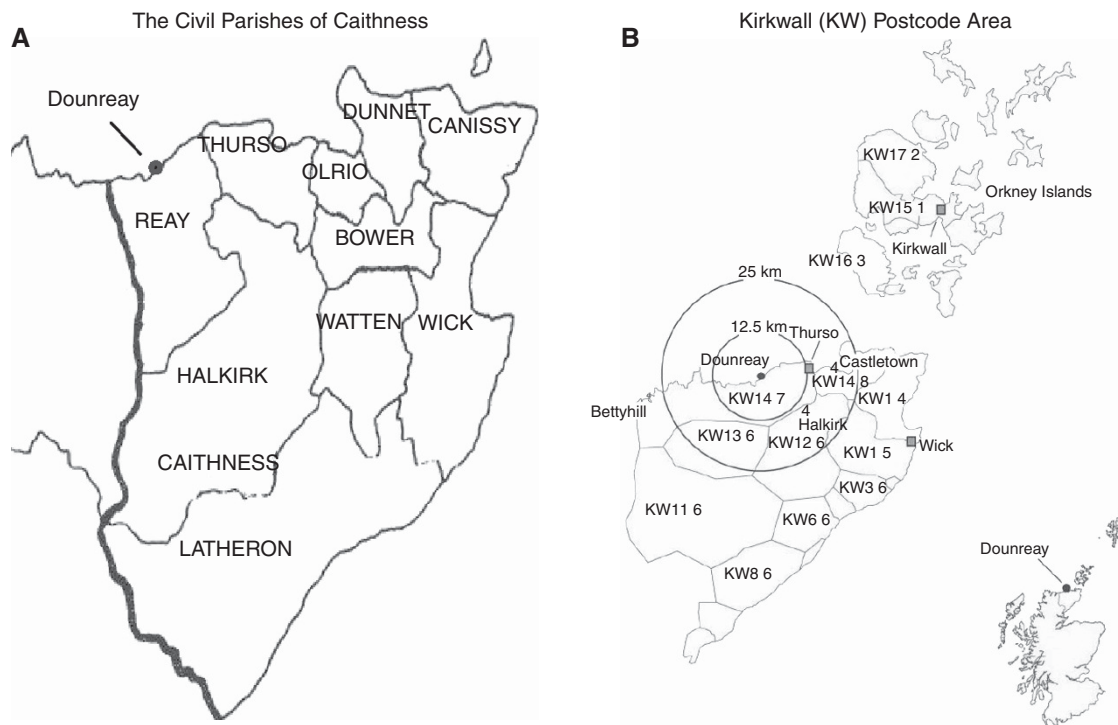 The Civil Parishes of Caithness
A
Dounreay
DUNNET
CANISSY
THURSO
OLRIO
REAY
BOWER
WATTEN
WICK
HALKIRK
CAITHNESS
LATHERON
Kirkwall (KW) Postcode Area
B
KW17 2
Orkney Islands
KW15 1
Kirkwall
KW16 3
25 km
12.5 km
Thurso
Dounreay
4
Castletown
KW14 8
KW14 7
KW1 4
Bettyhill
4
Halkirk
KW13 6
KW12 6
Wick
KW1 5
KW3 6
KW11 6
KW6 6
KW8 6
Dounreay